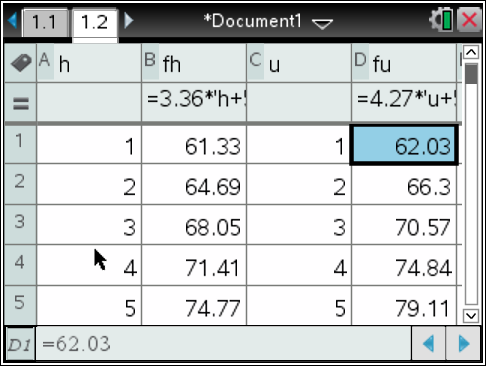 1.1 1.2 *Document1
A h B fh C u D fu
= =3.36*'h+! =4.27*'u+!
1 1 61.33 1 62.03
2 2 64.69 2 66.3
3 3 68.05 3 70.57
4 4 71.41 4 74.84
5 5 74.77 5 79.11
D1 =62.03